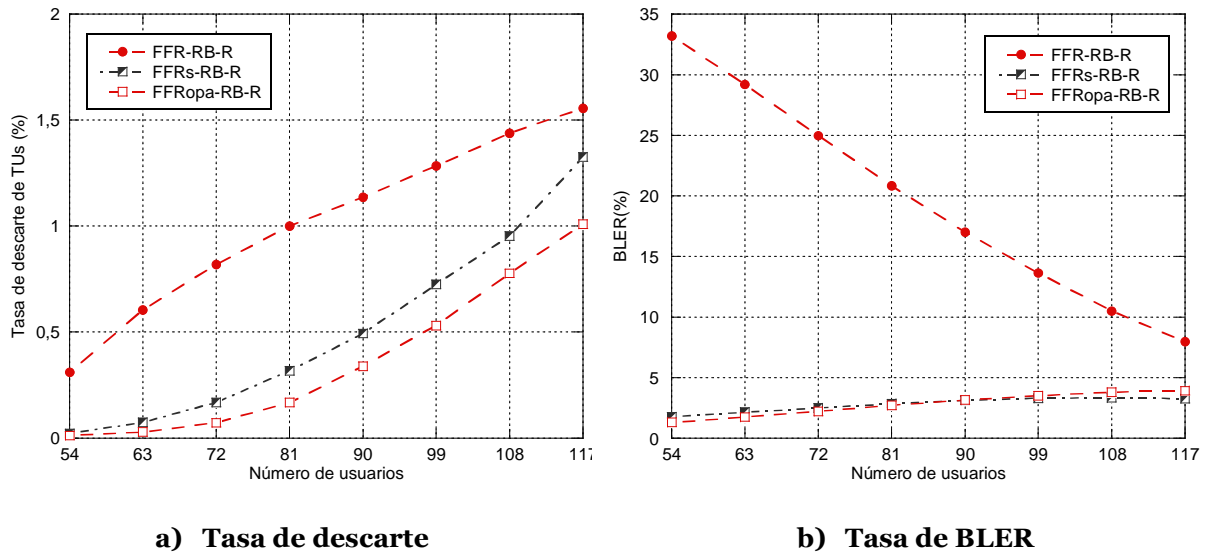 2
1,5
1
0,5
0
Tasa de descarte de TUs (%)
FFR-RB-R
FFRs-RB-R
FFRopa-RB-R
54 63 72 81 90 99 108 117
Número de usuarios
35
30
25
20
15
10
5
0
BLER(%)
FFR-RB-R
FFRs-RB-R
FFRopa-RB-R
54 63 72 81 90 99 108 117
Número de usuarios
a) Tasa de descarte
b) Tasa de BLER